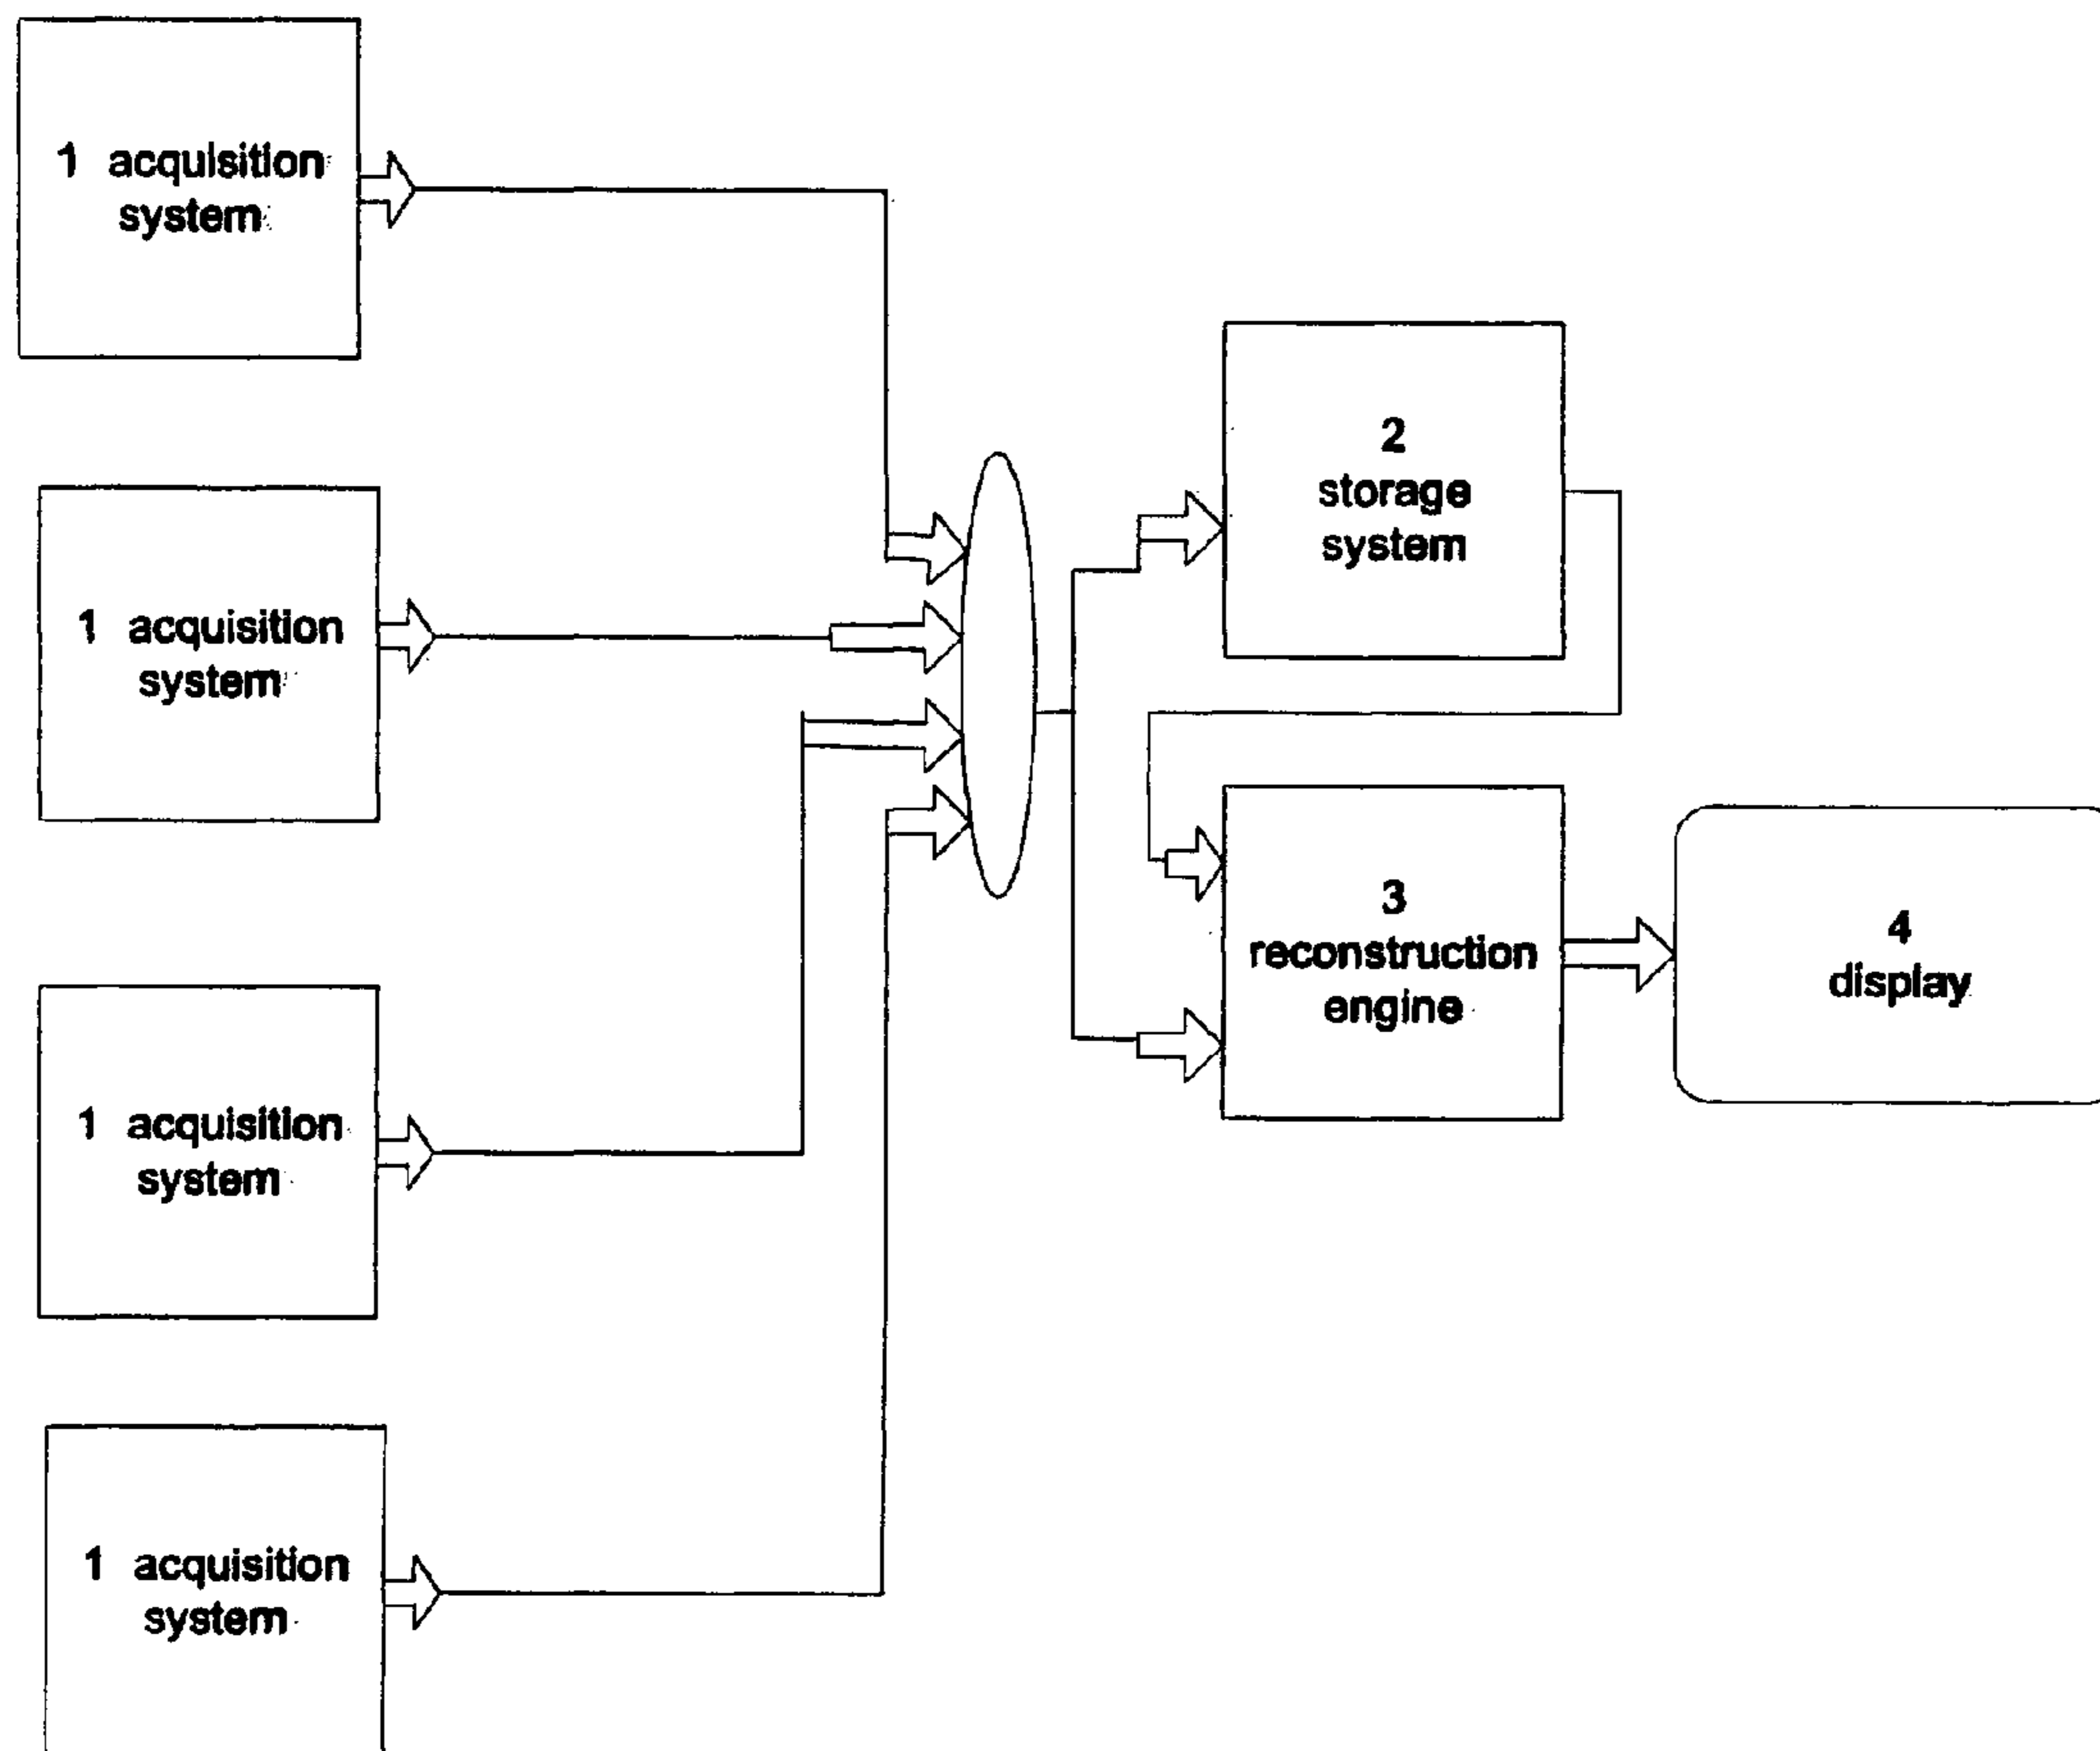 1 acquisition
system
1 acquisition
system
1 acquisition
system
1 acquisition
system
2
storage
system
3
reconstruction
engine
4
display